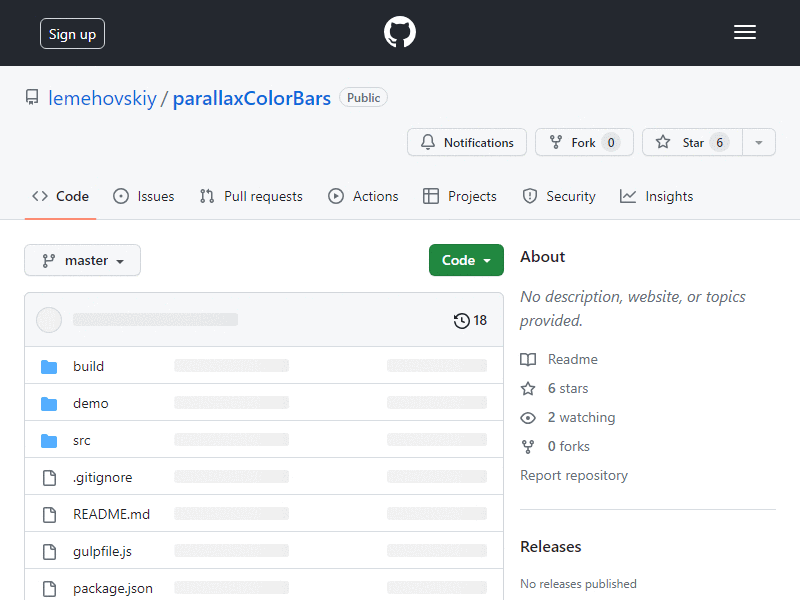 Sign up
lemehovskiy / parallaxColorBars Public
Notifications Fork 0 Star 6
Code Issues Pull requests Actions Projects Security Insights
master Code
18
build
demo
src
.gitignore
README.md
gulpfile.js
package.json
About
No description, website, or topics
provided.
Readme
6 stars
2 watching
0 forks
Report repository
Releases
No releases published